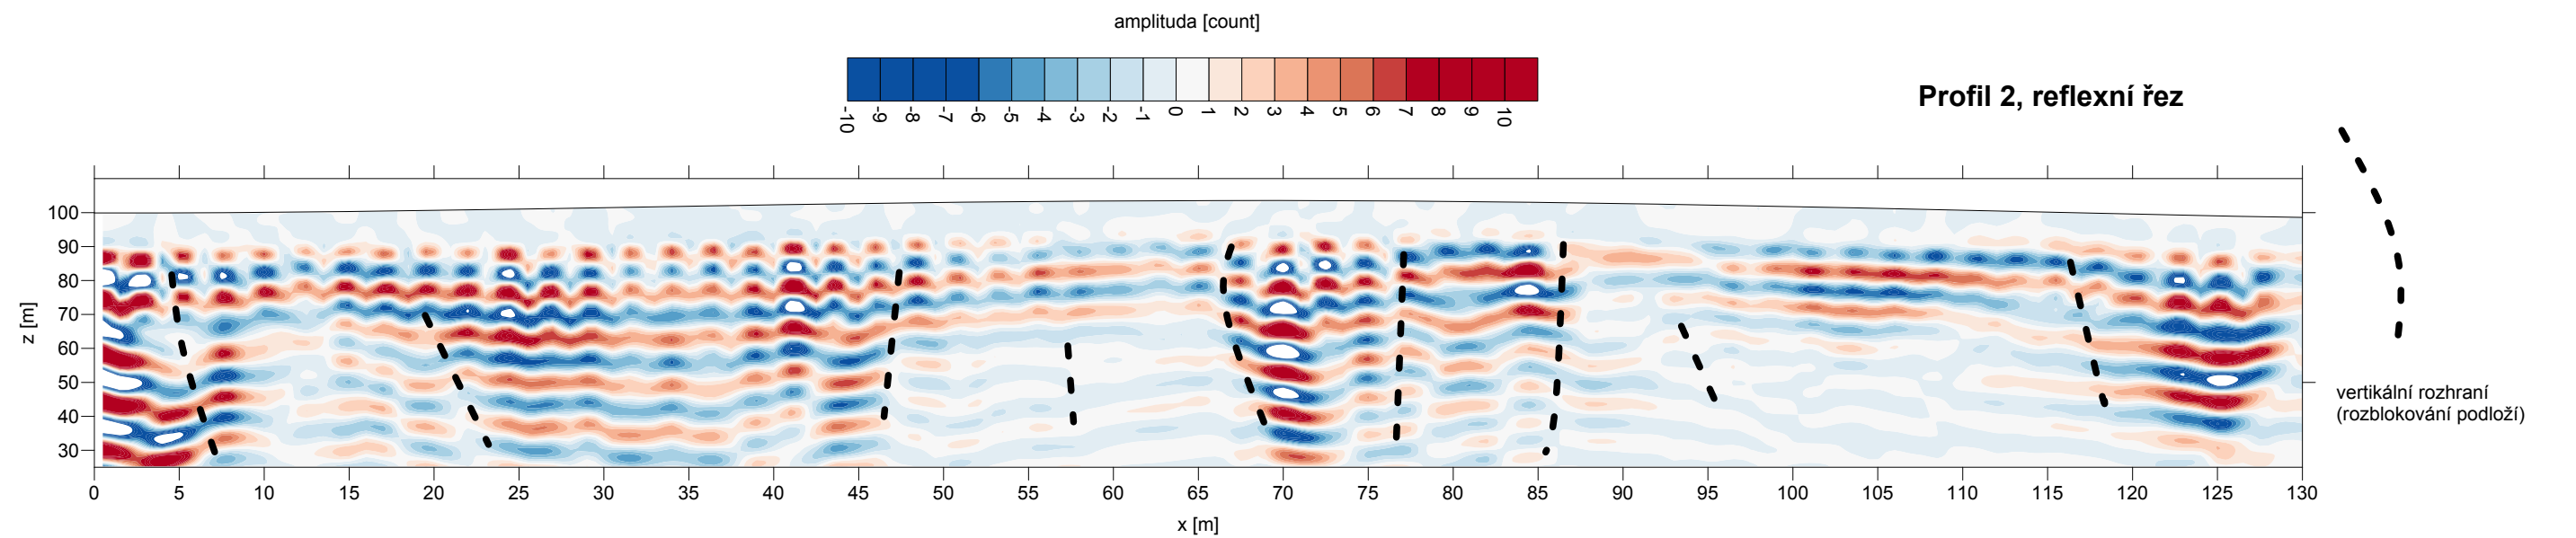 amplituda [count]
-10 -9 -8 -7 -6 -5 -4 -3 -2 -1 0 1 2 3 4 5 6 7 8 9 10
Profil 2, reflexní řez
100
90
80
70
60
50
40
30
z [m]
0 5 10 15 20 25 30 35 40 45 50 55 60 65 70 75 80 85 90 95 100 105 110 115 120 125 130
x [m]
vertikální rozhraní
(rozblokování podloží)